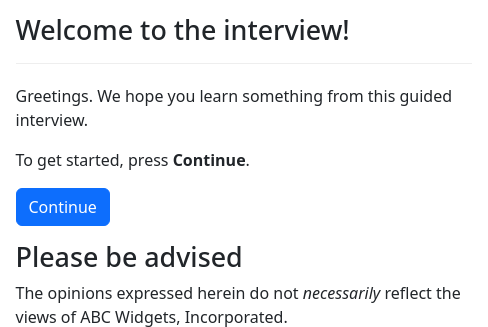 Welcome to the interview!
Greetings. We hope you learn something from this guided
interview.
To get started, press Continue.
Continue
Please be advised
The opinions expressed herein do not necessarily reflect the
views of ABC Widgets, Incorporated.